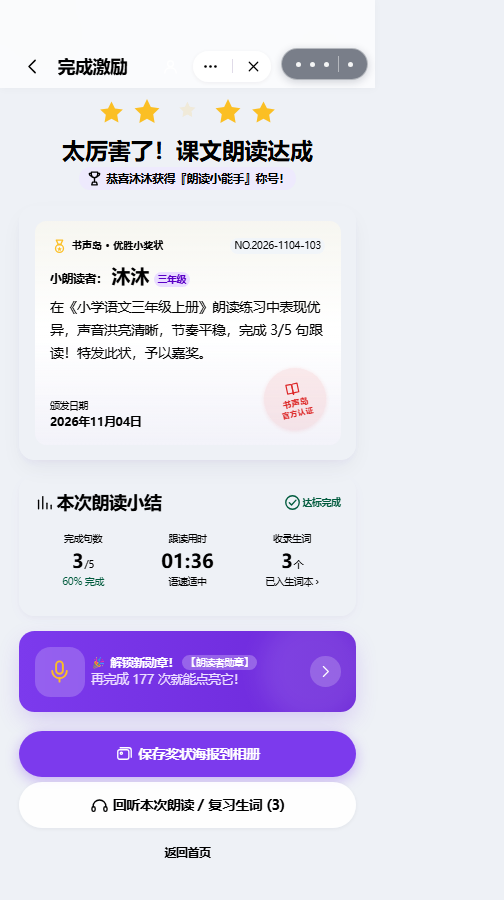 完成激励
太厉害了！课文朗读达成
恭喜沐沐获得『朗读小能手』称号！
书声岛 • 优胜小奖状
NO.2026-1104-103
小朗读者： 沐沐 三年级
在《小学语文三年级上册》朗读练习中表现优
异，声音洪亮清晰，节奏平稳，完成 3/5 句跟
读！特发此状，予以嘉奖。
颁发日期
2026年11月04日
书声岛
官方认证
本次朗读小结
达标完成
完成句数
3/5
60% 完成
跟读用时
01:36
语速适中
收录生词
3个
已入生词本 ›
🎉 解锁新勋章！ 【朗读者勋章】
再完成 177 次就能点亮它！
保存奖状海报到相册
回听本次朗读 / 复习生词 (3)
返回首页